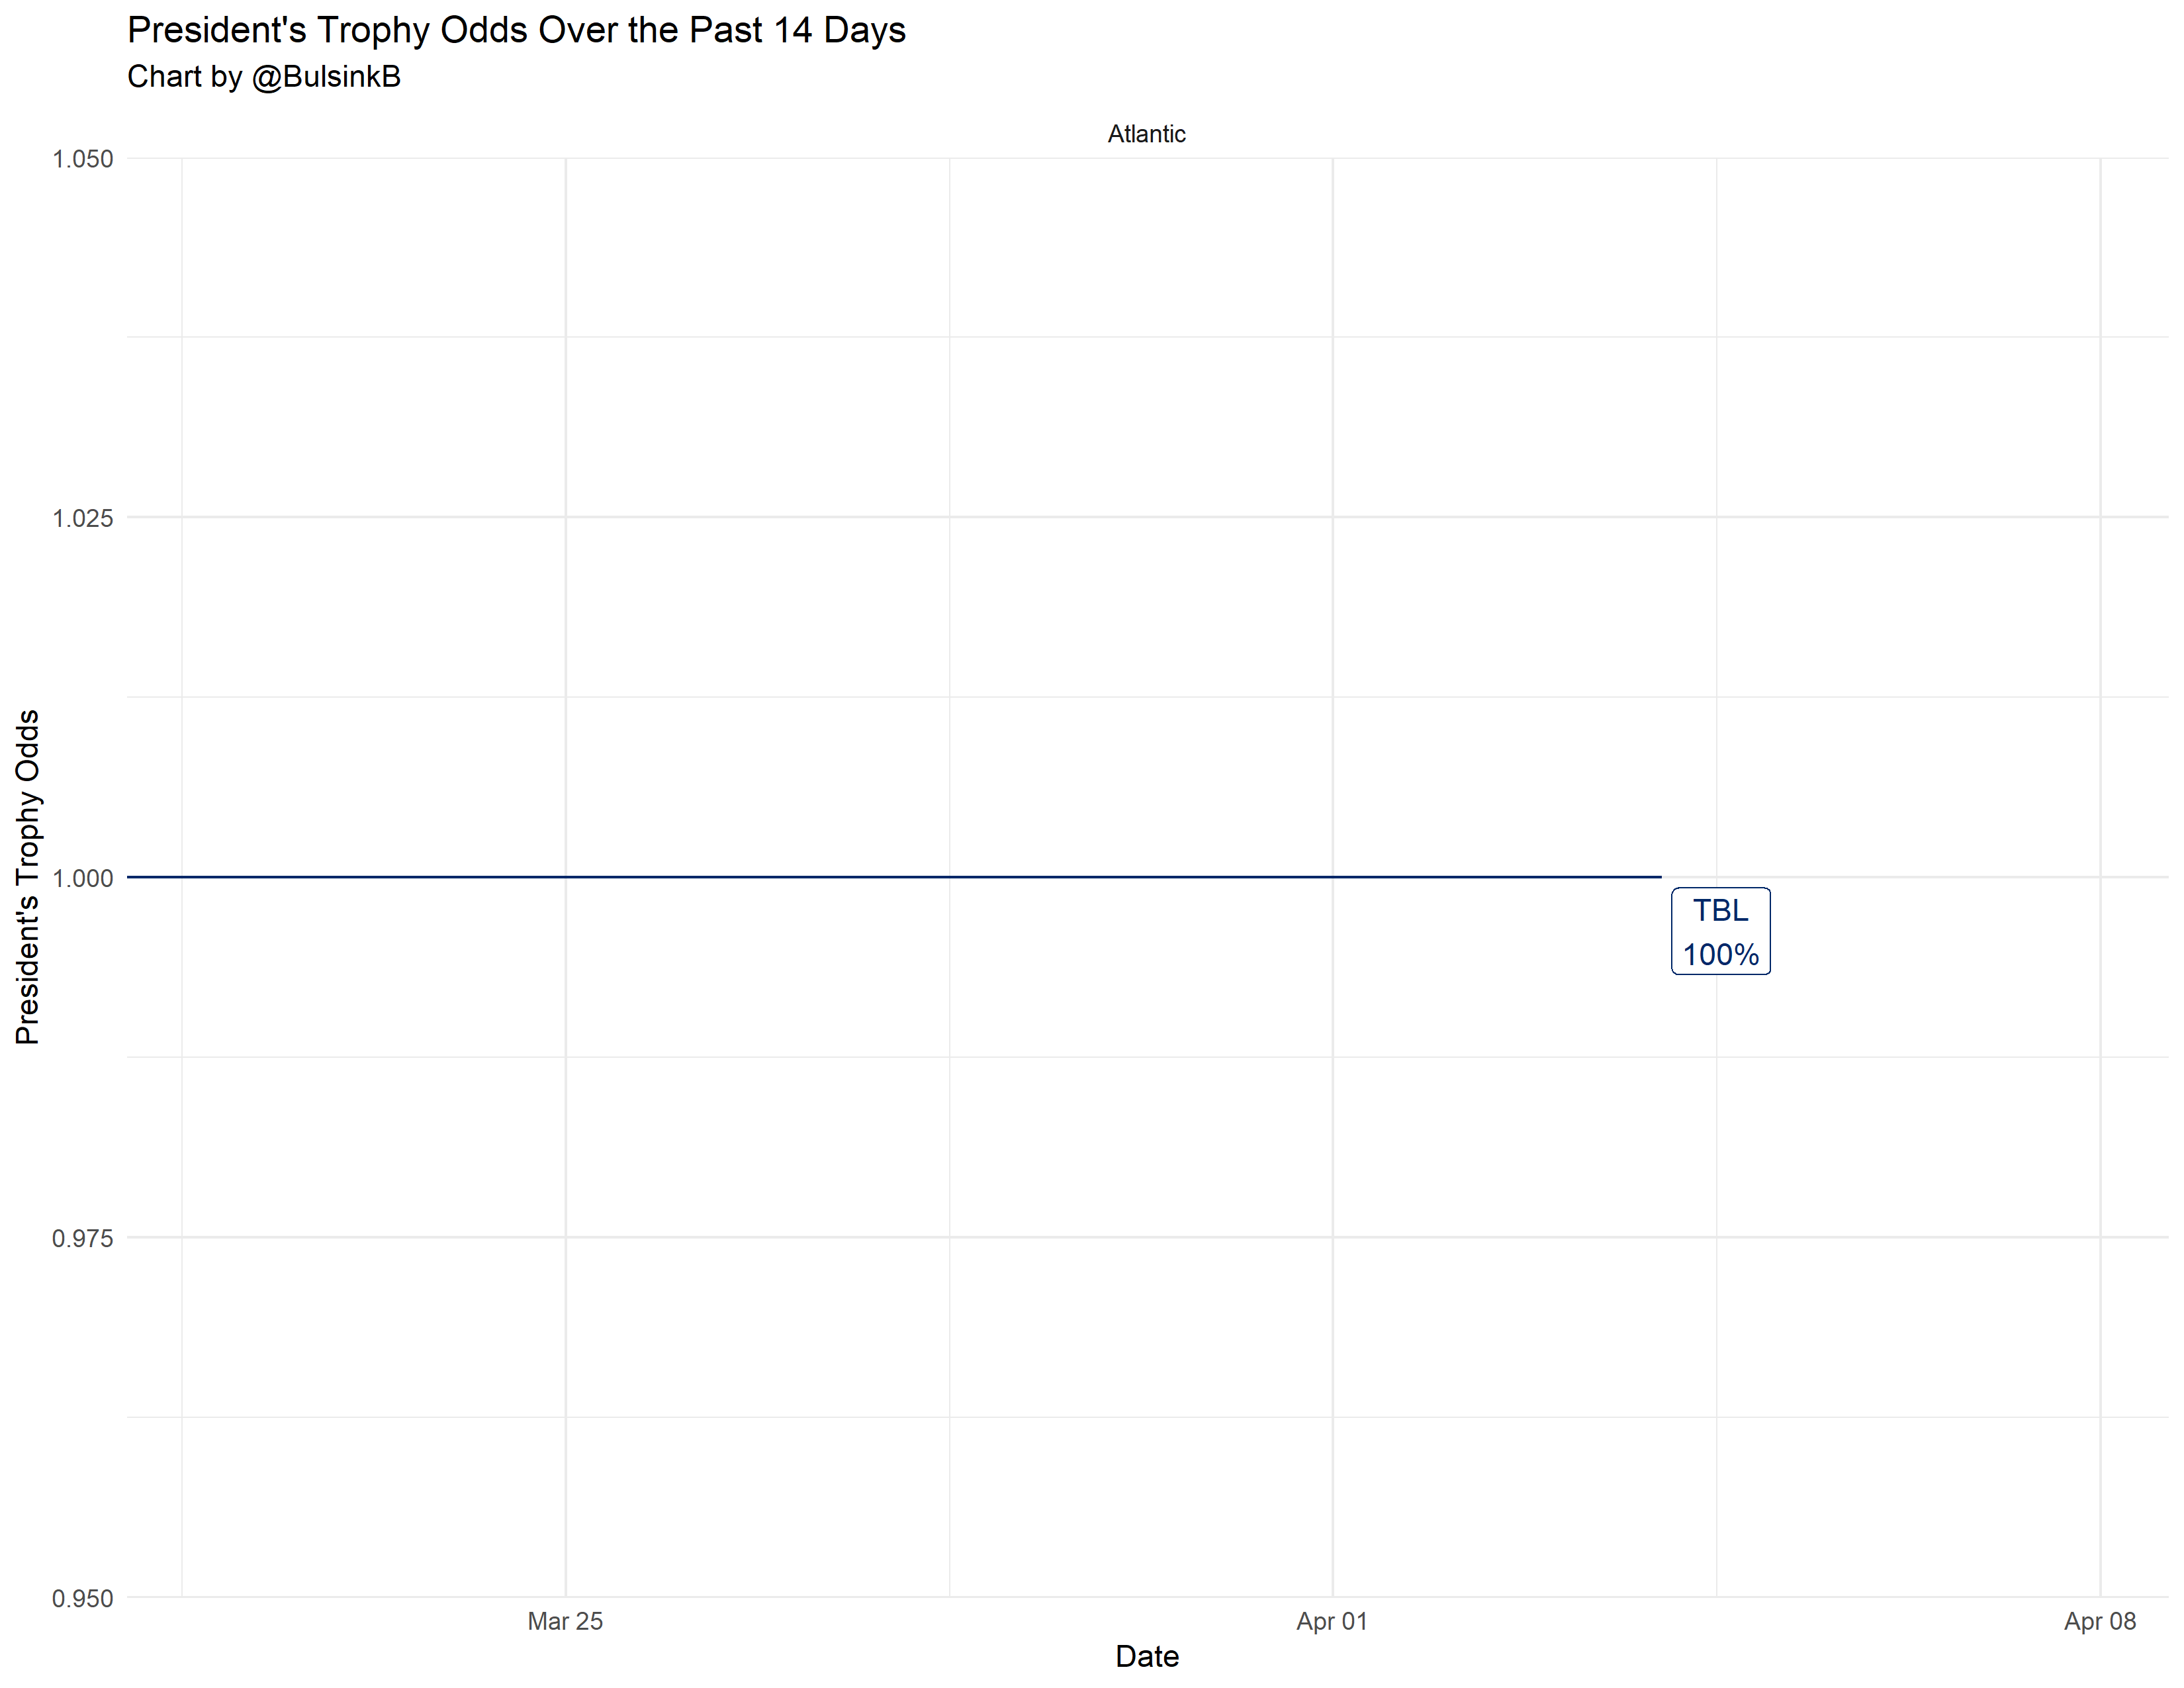 President's Trophy Odds Over the Past 14 Days
Chart by @BulsinkB
Atlantic
1.050
1.025
1.000
0.975
0.950
President's Trophy Odds
TBL
100%
Mar 25
Apr 01
Apr 08
Date